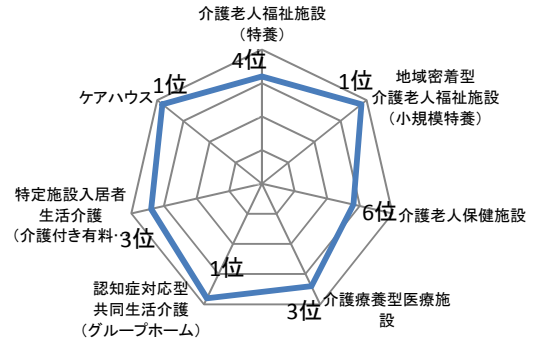 介護老人福祉施設
（特養）
4位
1位
地域密着型
介護老人福祉施設
（小規模特養）
6位
介護老人保健施設
介護療養型医療施
設
3位
認知症対応型
共同生活介護
（グループホーム）
1位
特定施設入居者
生活介護
（介護付き有料…
3位
ケアハウス
1位